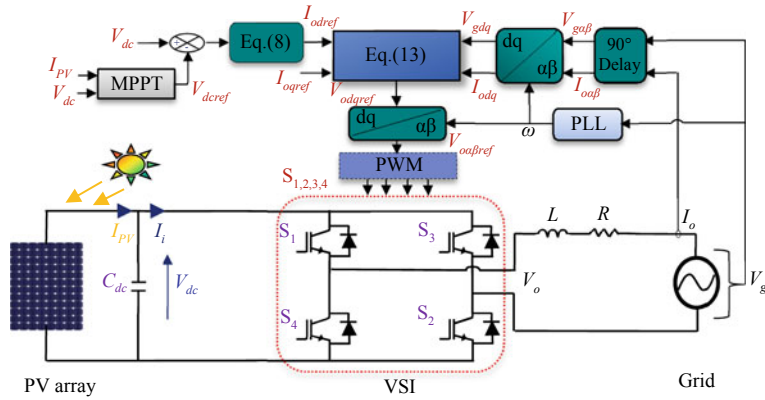 V_dc
Eq.(8)
I_odref
Eq.(13)
V_gdq
dq
αβ
V_gαβ
90°
Delay
I_PV
V_dc
MPPT
V_dcref
I_oqref
V_odqref
I_odq
I_oαβ
dq
αβ
ω
PLL
V_oαβref
PWM
S_1,2,3,4
I_PV
I_i
S_1
S_3
L
R
I_o
C_dc
V_dc
V_o
V_g
S_4
S_2
PV array
VSI
Grid